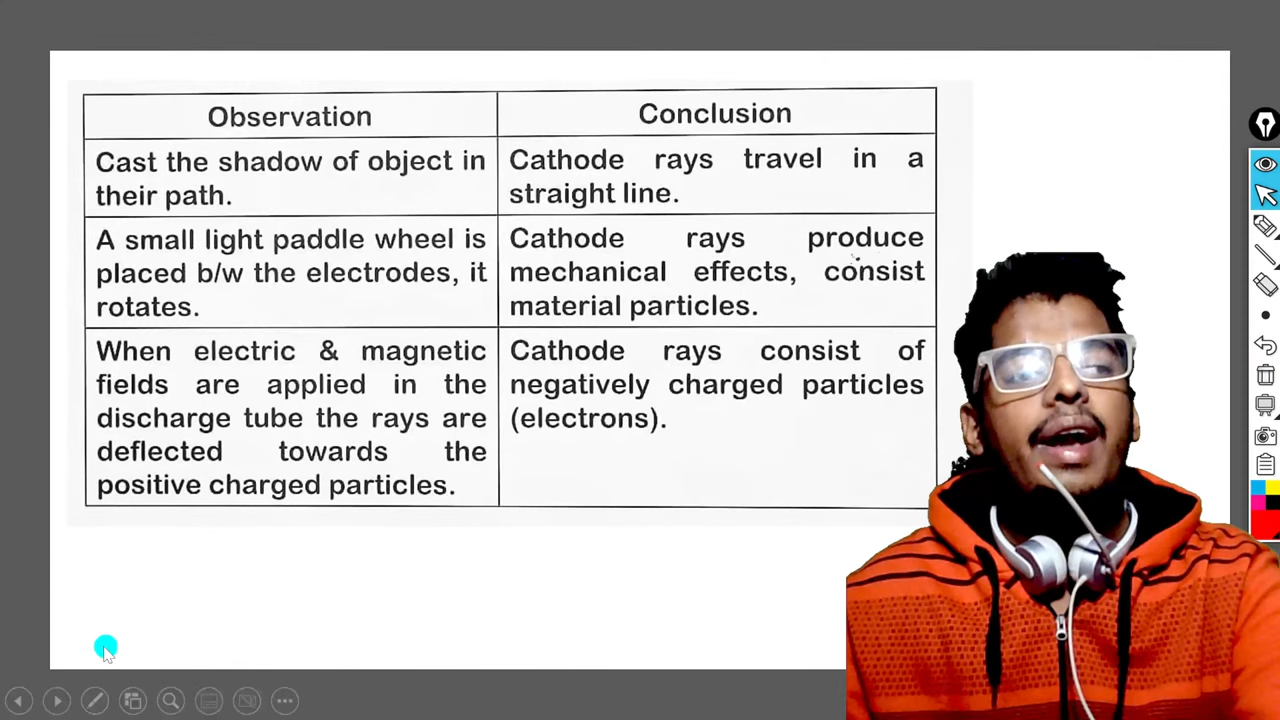 Observation
Conclusion
Cast the shadow of object in
their path.
Cathode rays travel in a
straight line.
A small light paddle wheel is
placed b/w the electrodes, it
rotates.
Cathode rays produce
mechanical effects, consist
material particles.
When electric & magnetic
fields are applied in the
discharge tube the rays are
deflected towards the
positive charged particles.
Cathode rays consist of
negatively charged particles
(electrons).